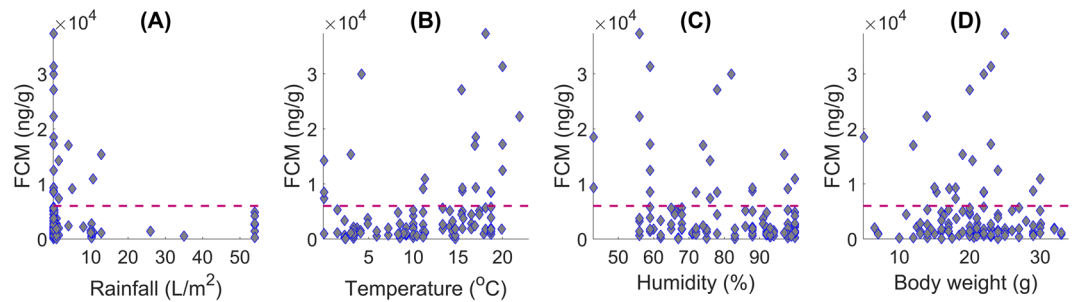 (A)
×10⁴
FCM (ng/g)
3
2
1
0
10 20 30 40 50
Rainfall (L/m²)
(B)
×10⁴
FCM (ng/g)
3
2
1
0
5 10 15 20
Temperature (°C)
(C)
×10⁴
FCM (ng/g)
3
2
1
0
50 60 70 80 90
Humidity (%)
(D)
×10⁴
FCM (ng/g)
3
2
1
0
10 20 30
Body weight (g)